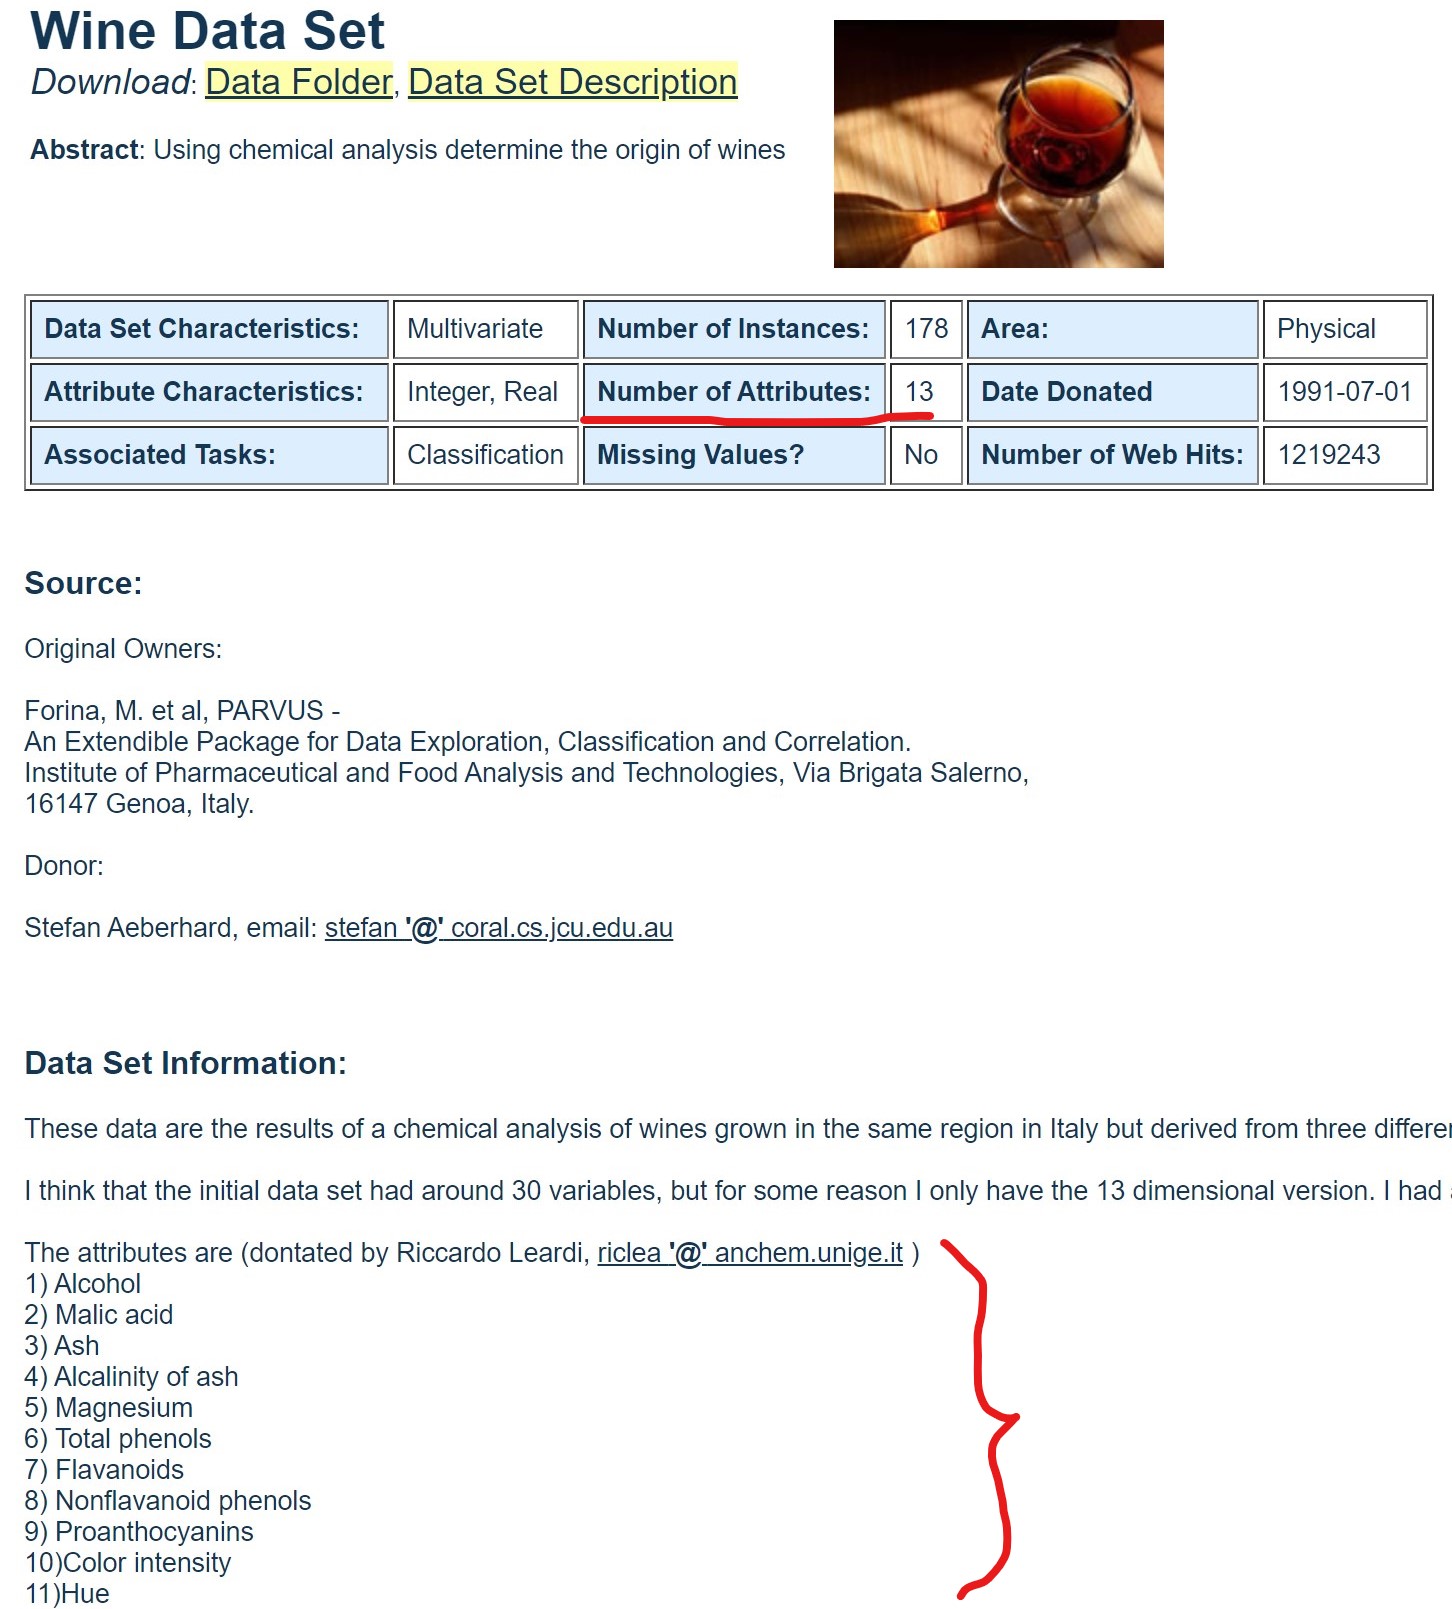 Wine Data Set
Download: Data Folder, Data Set Description
Abstract: Using chemical analysis determine the origin of wines
Data Set Characteristics: Multivariate Number of Instances: 178 Area: Physical
Attribute Characteristics: Integer, Real Number of Attributes: 13 Date Donated 1991-07-01
Associated Tasks: Classification Missing Values? No Number of Web Hits: 1219243
Source:
Original Owners:
Forina, M. et al, PARVUS -
An Extendible Package for Data Exploration, Classification and Correlation.
Institute of Pharmaceutical and Food Analysis and Technologies, Via Brigata Salerno,
16147 Genoa, Italy.
Donor:
Stefan Aeberhard, email: stefan '@' coral.cs.jcu.edu.au
Data Set Information:
These data are the results of a chemical analysis of wines grown in the same region in Italy but derived from three
I think that the initial data set had around 30 variables, but for some reason I only have the 13 dimensional version. I had
The attributes are (dontated by Riccardo Leardi, riclea '@' anchem.unige.it )
1) Alcohol
2) Malic acid
3) Ash
4) Alcalinity of ash
5) Magnesium
6) Total phenols
7) Flavanoids
8) Nonflavanoid phenols
9) Proanthocyanins
10)Color intensity
11)Hue